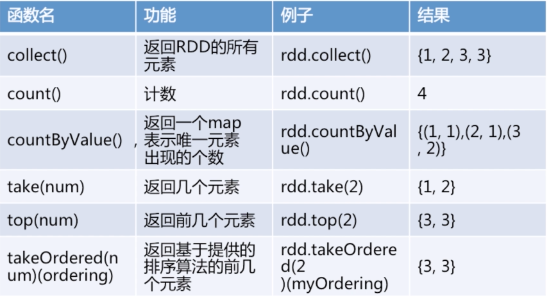 函数名 功能 例子 结果
collect() 返回RDD的所有元素 rdd.collect() {1, 2, 3, 3}
count() 计数 rdd.count() 4
countByValue() , 返回一个map表示唯一元素出现的个数 rdd.countByValue() {(1, 1),(2, 1),(3, 2)}
take(num) 返回几个元素 rdd.take(2) {1, 2}
top(num) 返回前几个元素 rdd.top(2) {3, 3}
takeOrdered(num)(ordering) 返回基于提供的排序算法的前几个元素 rdd.takeOrdered(2)(myOrdering) {3, 3}